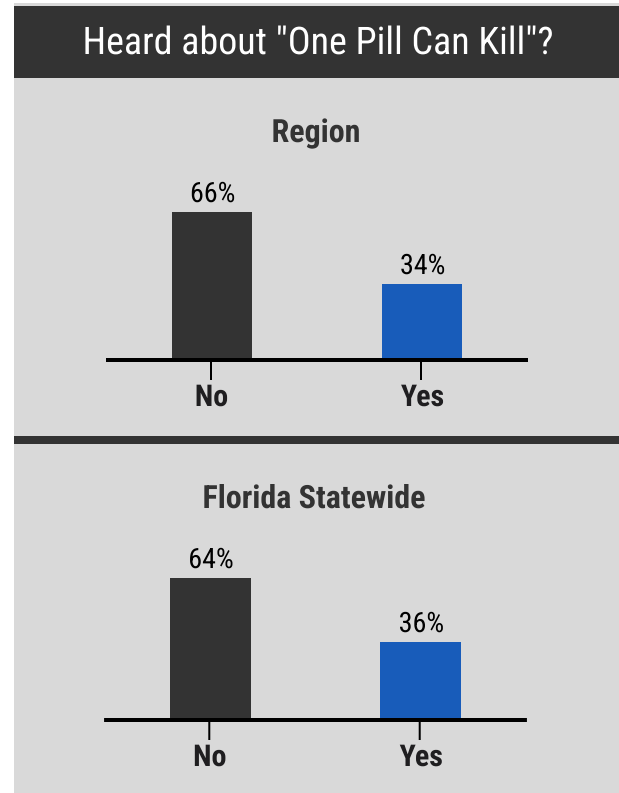 Heard about "One Pill Can Kill"?
Region
66%
34%
No
Yes
Florida Statewide
64%
36%
No
Yes